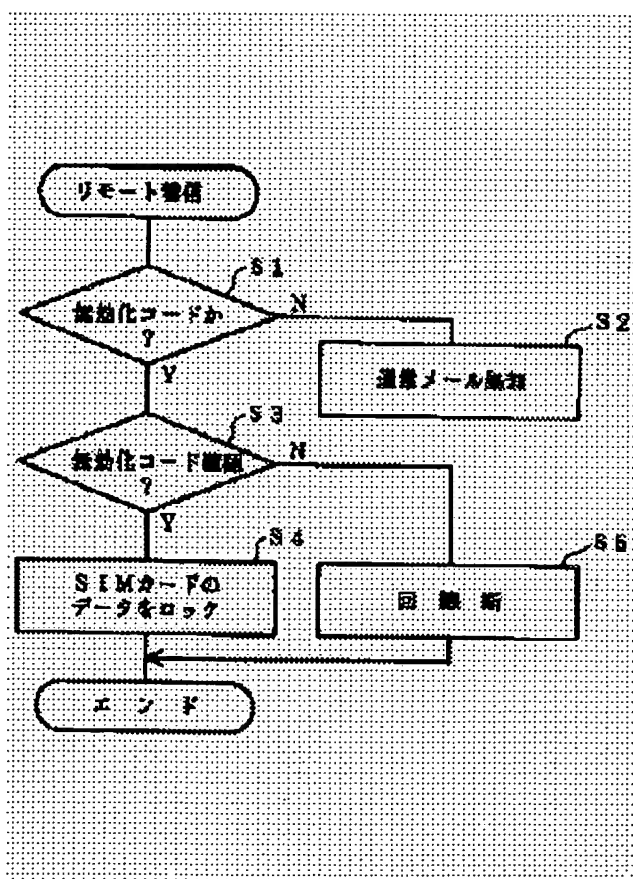 リモート着信
S1
無効化コードか
?
N
Y
S2
通常メール処理
S3
無効化コード確認
?
N
Y
S4
SIMカードの
データをロック
S5
回線断
エンド